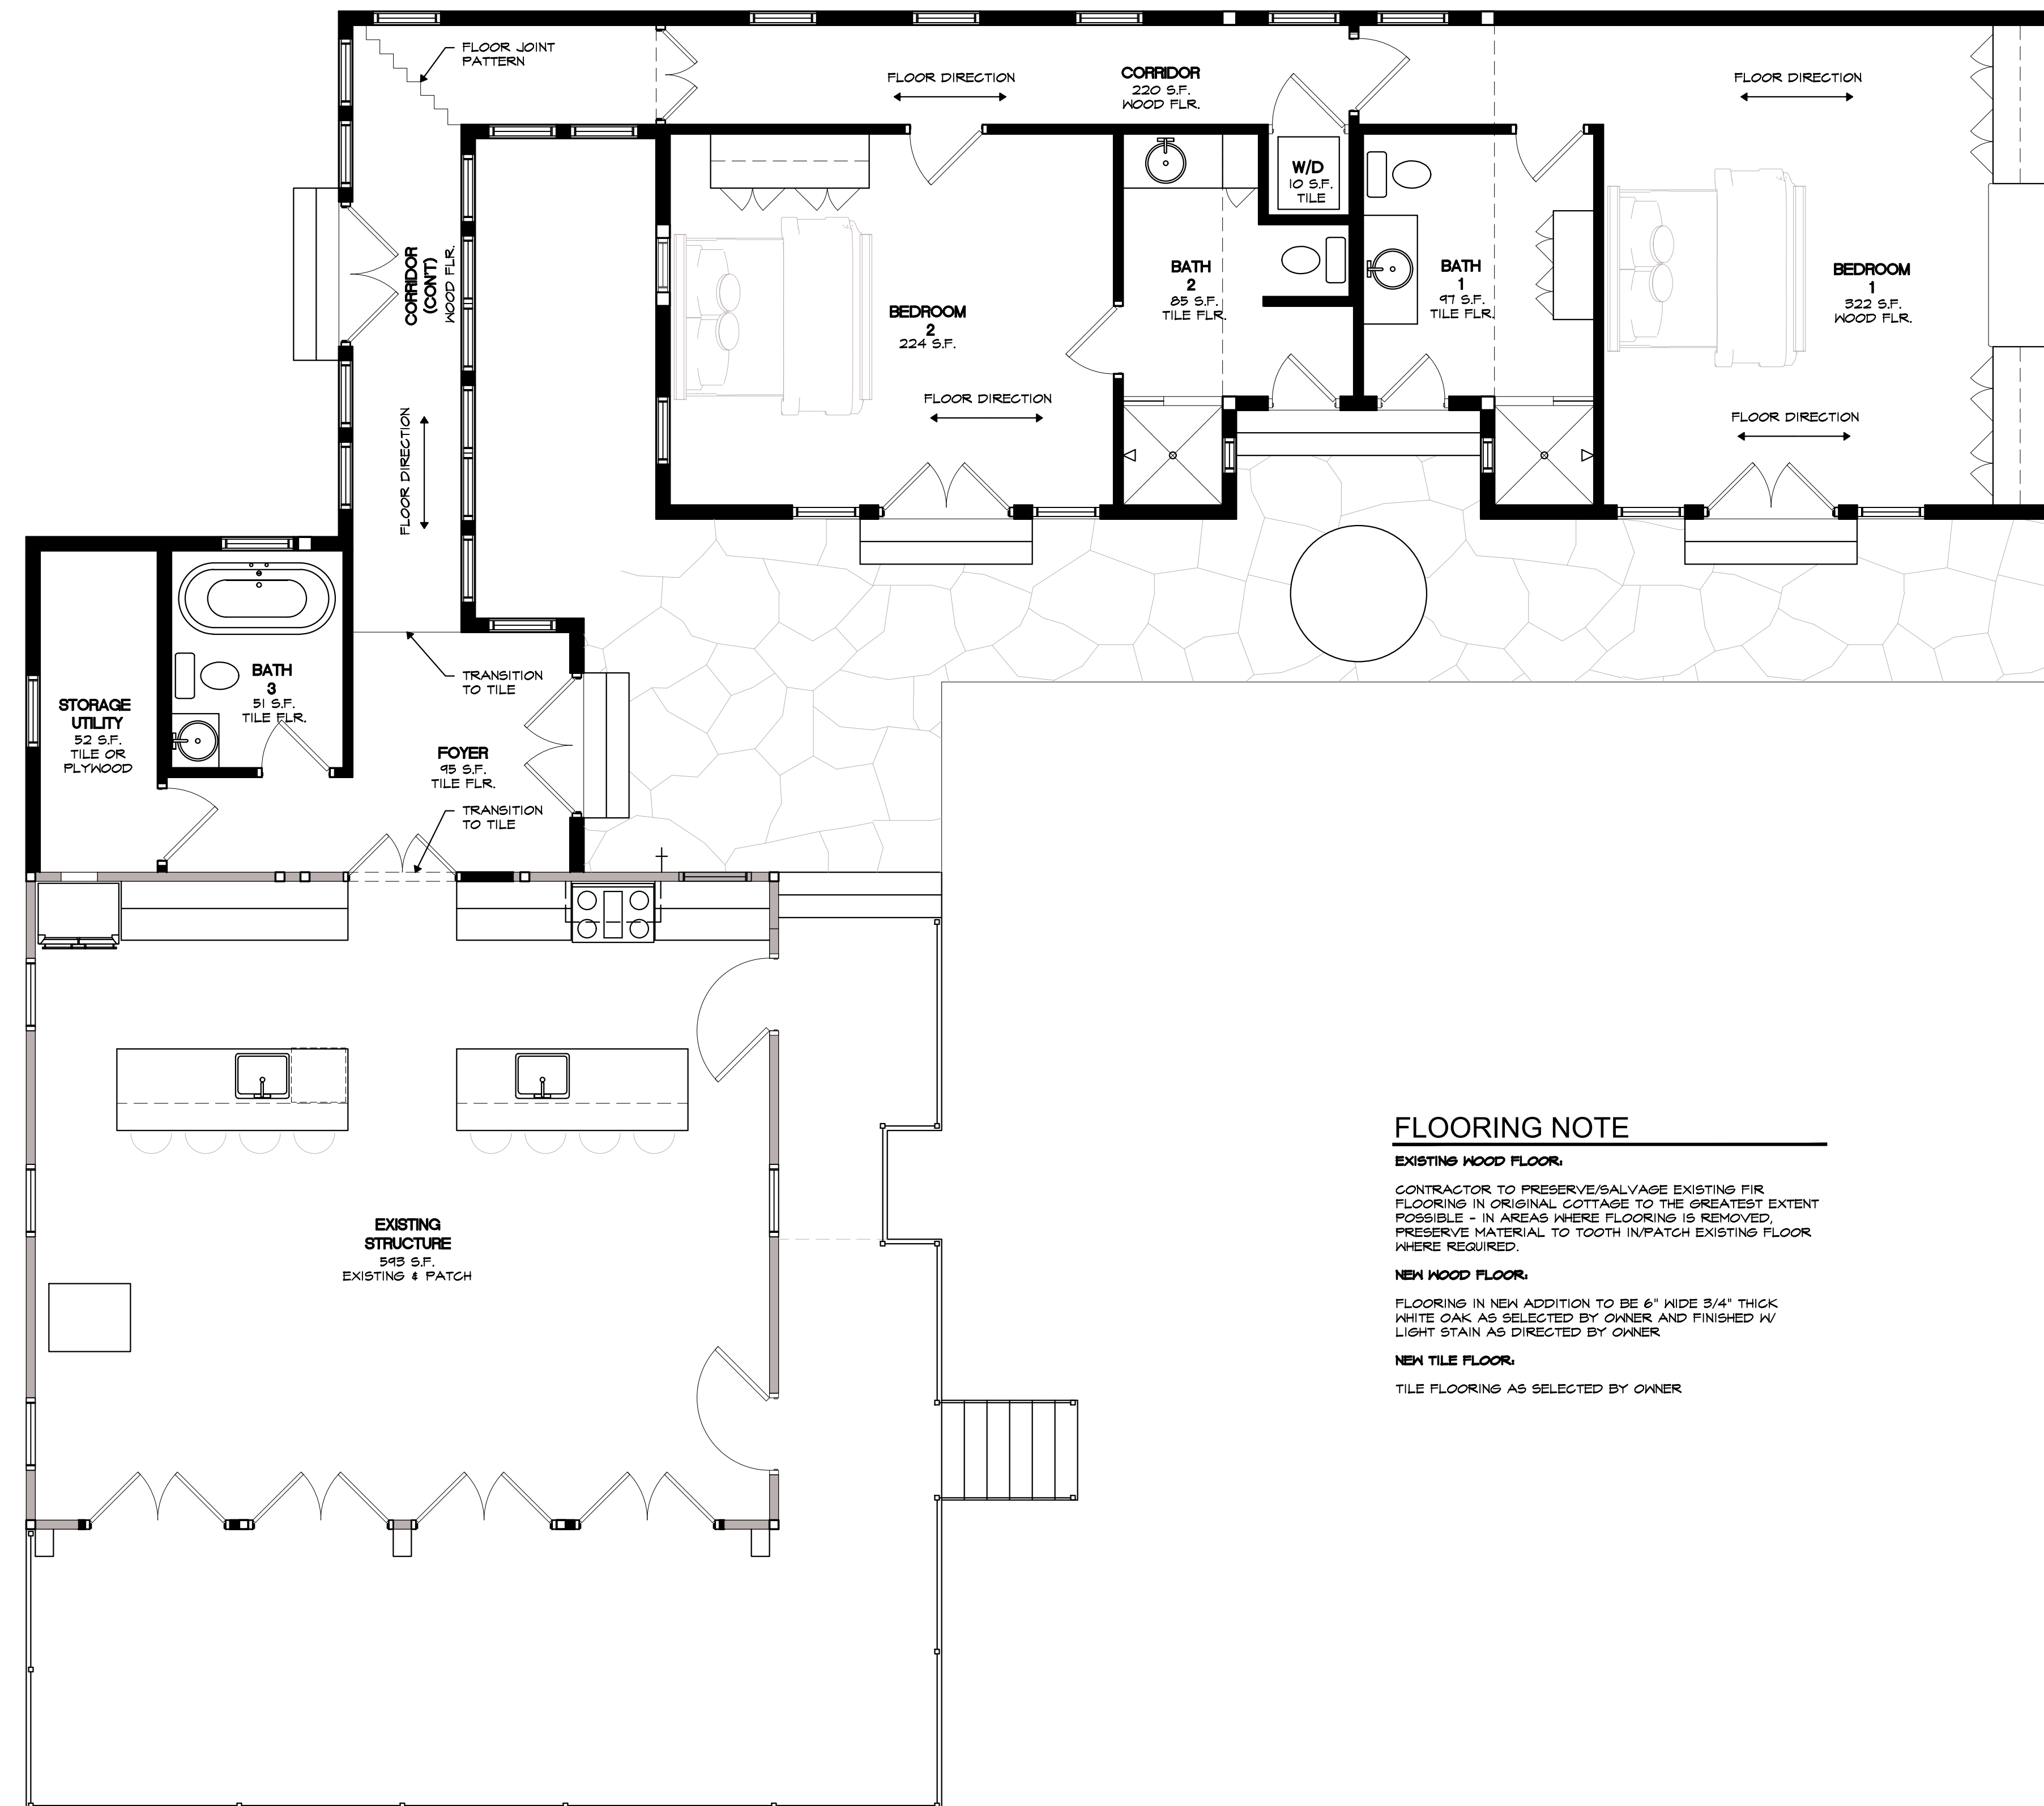 FLOOR JOINT
PATTERN
FLOOR DIRECTION
CORRIDOR
220 S.F.
WOOD FLR.
FLOOR DIRECTION
W/D
10 S.F.
TILE
CORRIDOR
(CON'T)
WOOD FLR.
FLOOR DIRECTION
BEDROOM
2
224 S.F.
FLOOR DIRECTION
BATH
2
85 S.F.
TILE FLR.
BATH
1
97 S.F.
TILE FLR.
BEDROOM
1
322 S.F.
WOOD FLR.
FLOOR DIRECTION
STORAGE
UTILITY
52 S.F.
TILE OR
PLYWOOD
BATH
3
51 S.F.
TILE FLR.
TRANSITION
TO TILE
FOYER
95 S.F.
TILE FLR.
TRANSITION
TO TILE
EXISTING
STRUCTURE
593 S.F.
EXISTING & PATCH
FLOORING NOTE
EXISTING WOOD FLOOR:
CONTRACTOR TO PRESERVE/SALVAGE EXISTING FIR
FLOORING IN ORIGINAL COTTAGE TO THE GREATEST EXTENT
POSSIBLE - IN AREAS WHERE FLOORING IS REMOVED,
PRESERVE MATERIAL TO TOOTH IN/PATCH EXISTING FLOOR
WHERE REQUIRED.
NEW WOOD FLOOR:
FLOORING IN NEW ADDITION TO BE 6" WIDE 3/4" THICK
WHITE OAK AS SELECTED BY OWNER AND FINISHED W/
LIGHT STAIN AS DIRECTED BY OWNER
NEW TILE FLOOR:
TILE FLOORING AS SELECTED BY OWNER